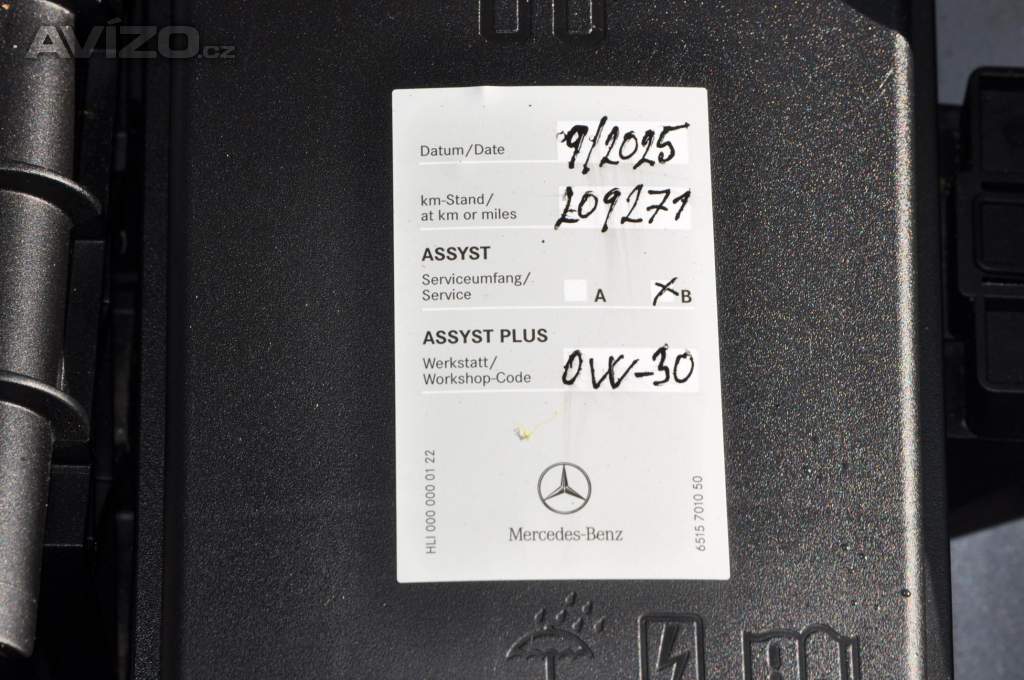 AVÍZO.cz
Datum/Date 9/2025
km-Stand/
at km or miles 209271
ASSYST
Serviceumfang/
Service A X B
ASSYST PLUS
Werkstatt/
Workshop-Code 0W-30
HLI 000 000 01 22
Mercedes-Benz
6515 7010 50